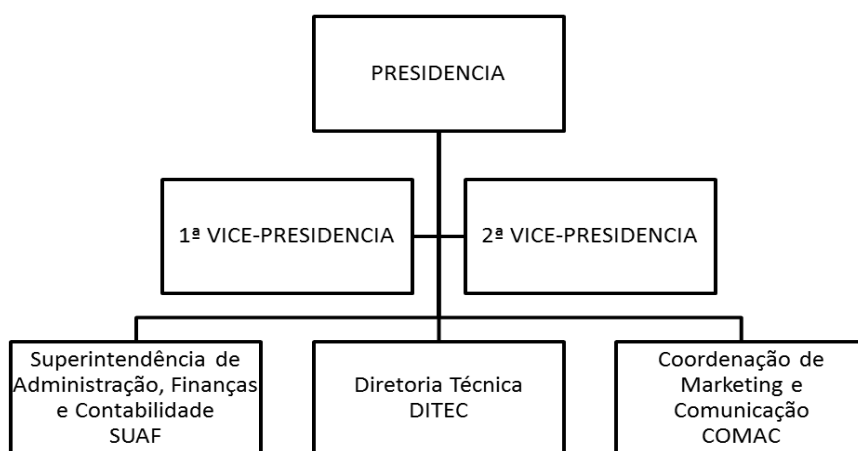 PRESIDENCIA
1ª VICE-PRESIDENCIA
2ª VICE-PRESIDENCIA
Superintendência de
Administração, Finanças
e Contabilidade
SUAF
Diretoria Técnica
DITEC
Coordenação de
Marketing e
Comunicação
COMAC